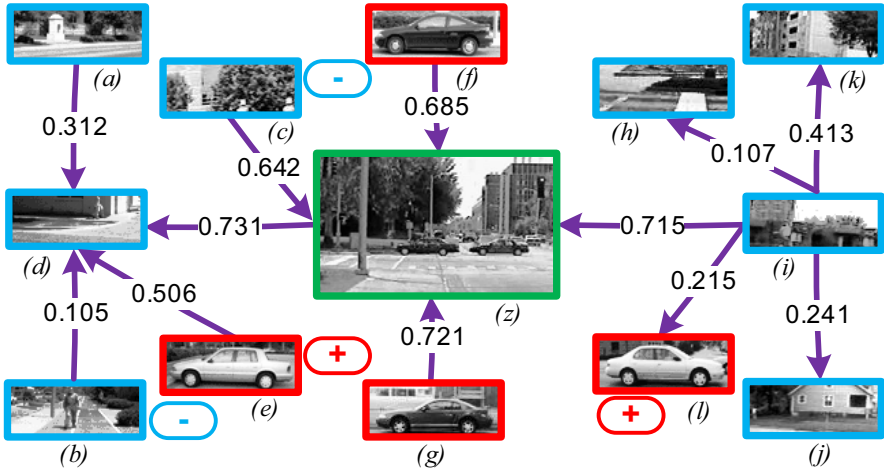 (a)
(c)
-
(f)
(h)
(k)
0.312
0.642
0.685
0.107
0.413
(d)
0.731
(z)
0.715
(i)
0.105
0.506
0.721
0.215
0.241
(b)
-
(e)
+
(g)
+
(l)
(j)